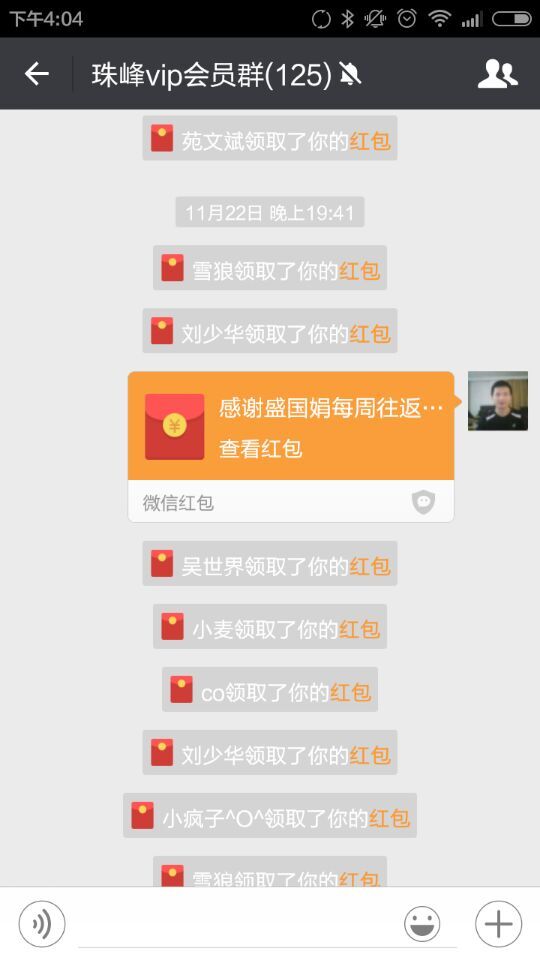 下午4:04
珠峰vip会员群(125)
苑文斌领取了你的红包
11月22日 晚上19:41
雪狼领取了你的红包
刘少华领取了你的红包
感谢盛国娟每周往返…
¥
查看红包
微信红包
吴世界领取了你的红包
小麦领取了你的红包
co领取了你的红包
刘少华领取了你的红包
小疯子^O^领取了你的红包
雪狼领取了你的红包